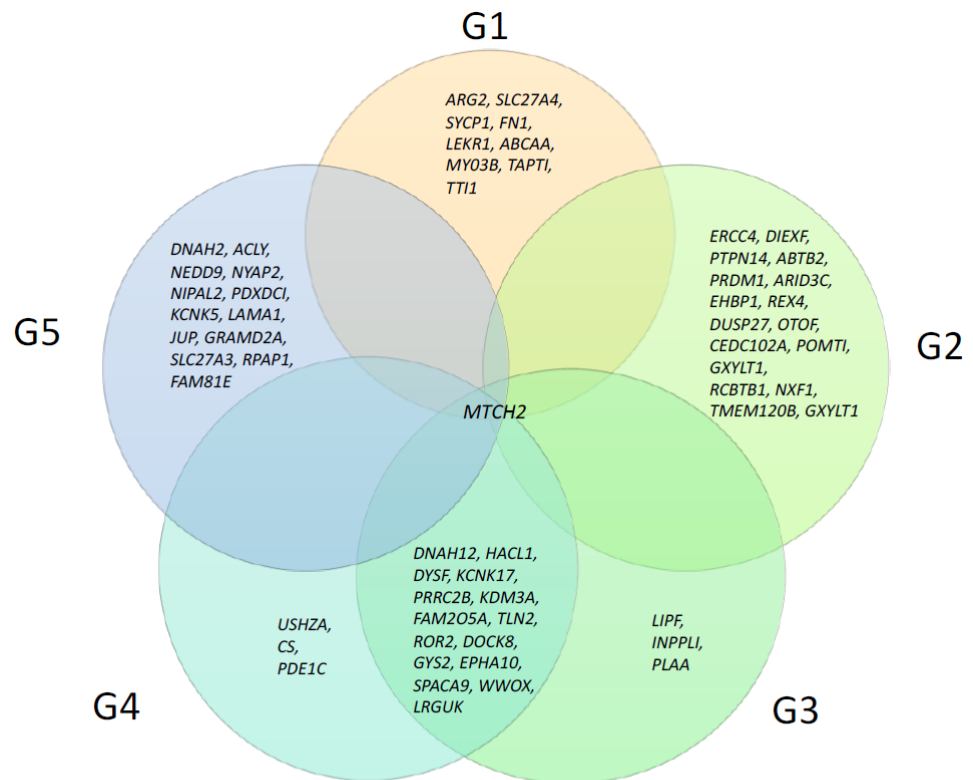 G1
ARG2, SLC27A4,
SYCP1, FN1,
LEKR1, ABCAA,
MY03B, TAPTI,
TTI1
G5
DNAH2, ACLY,
NEDD9, NYAP2,
NIPAL2, PDXDCI,
KCNK5, LAMA1,
JUP, GRAMD2A,
SLC27A3, RPAP1,
FAM81E
ERCC4, DIEXF,
PTPN14, ABTB2,
PRDM1, ARID3C,
EHBP1, REX4,
DUSP27, OTOF,
CEDC102A, POMTI,
GXYLT1,
RCBTB1, NXF1,
TMEM120B, GXYLT1
G2
MTCH2
DNAH12, HACL1,
DYSF, KCNK17,
PRRC2B, KDM3A,
FAM2O5A, TLN2,
ROR2, DOCK8,
GYS2, EPHA10,
SPACA9, WWOX,
LRGUK
USHZA,
CS,
PDE1C
LIPF,
INPPLI,
PLAA
G4
G3